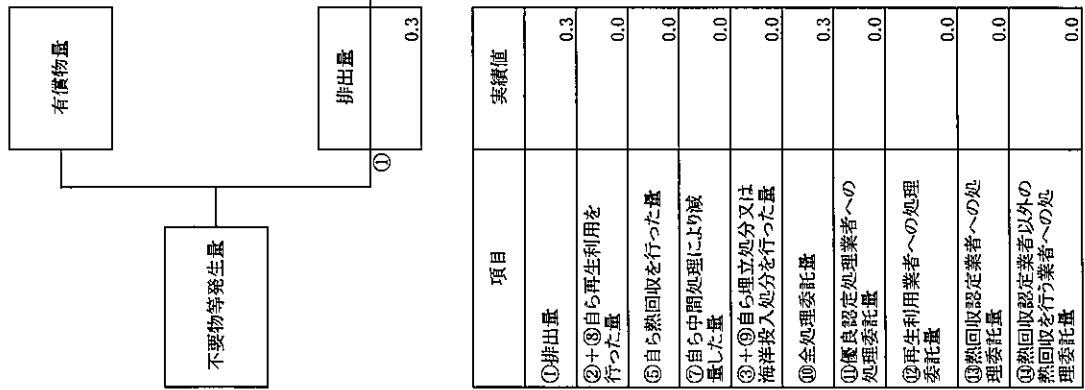 有償物量
不要物等発生量
排出量
①
0.3
項目
実績値
①排出量
0.3
②+⑧自ら再生利用を
行った量
0.0
⑤自ら熱回収を行った量
0.0
⑦自ら中間処理により減
量した量
0.0
③+⑨自ら埋立処分又は
海洋投入処分を行った量
0.0
⑩全処理委託量
0.3
⑪優良認定処理業者への
処理委託量
0.0
⑫再生利用業者への処理
委託量
0.0
⑬熱回収認定業者への処
理委託量
0.0
⑭熱回収認定業者以外の
熱回収を行う業者への処
理委託量
0.0